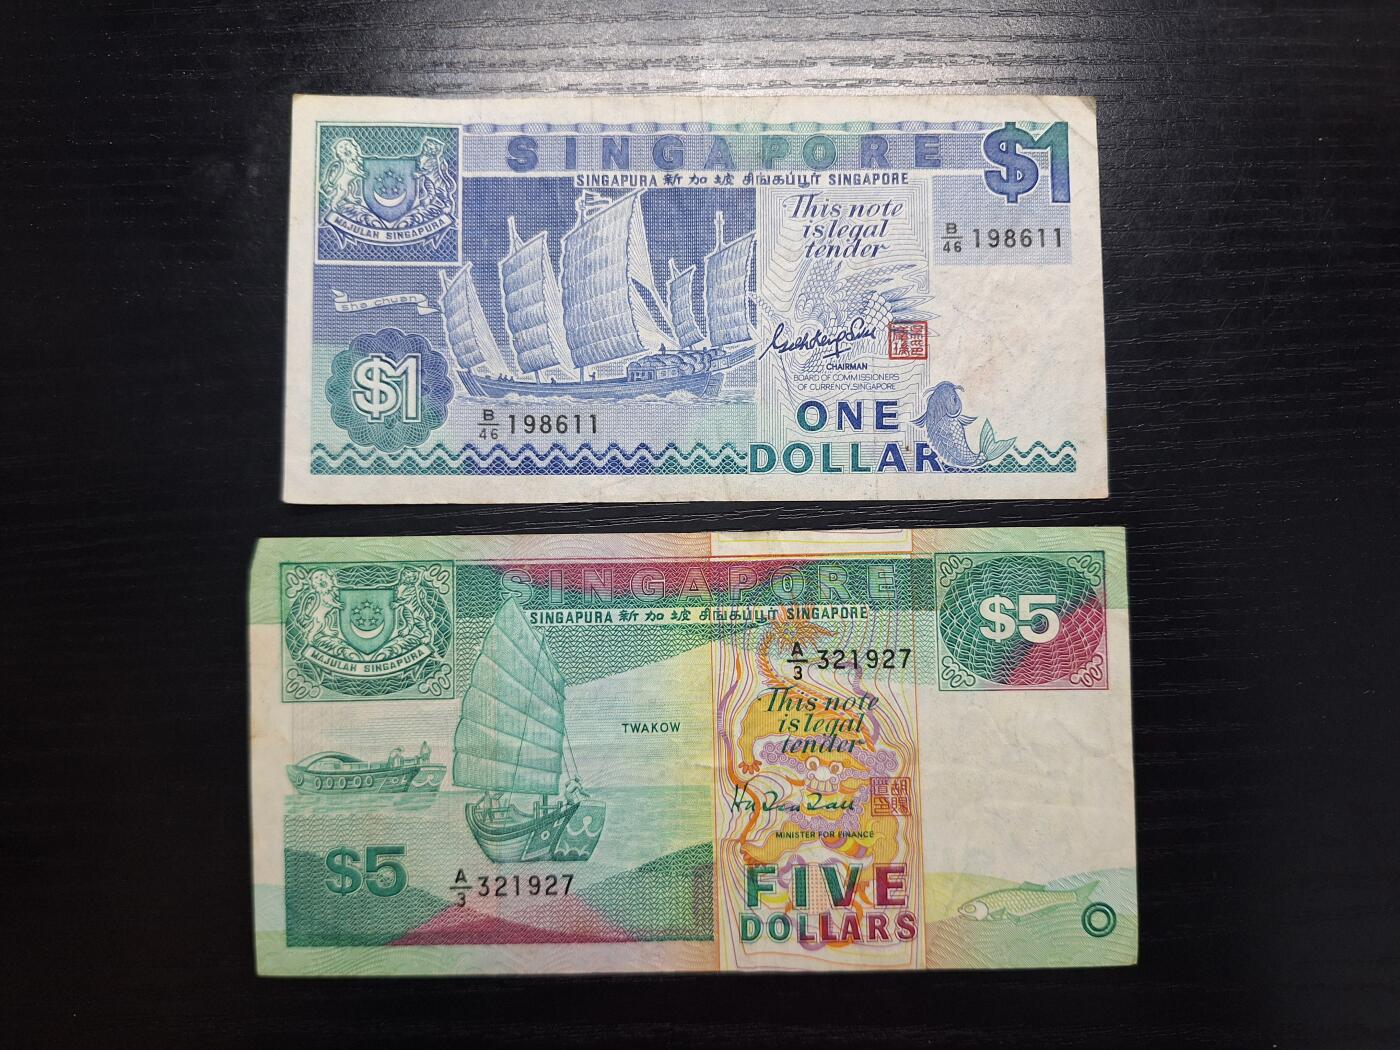 SINGAPORE
$1
SINGAPURA 新加坡 சிங்கப்பூர் SINGAPORE
MAJULAH SINGAPURA
This note
is legal
tender
B/46 198611
sha chuan
$1
CHAIRMAN
BOARD OF COMMISSIONERS
OF CURRENCY, SINGAPORE
B/46 198611
ONE
DOLLAR
SINGAPORE
$5
SINGAPURA 新加坡 சிங்கப்பூர் SINGAPORE
MAJULAH SINGAPURA
A/3 321927
This note
is legal
tender
TWAKOW
MINISTER FOR FINANCE
$5
A/3 321927
FIVE
DOLLARS